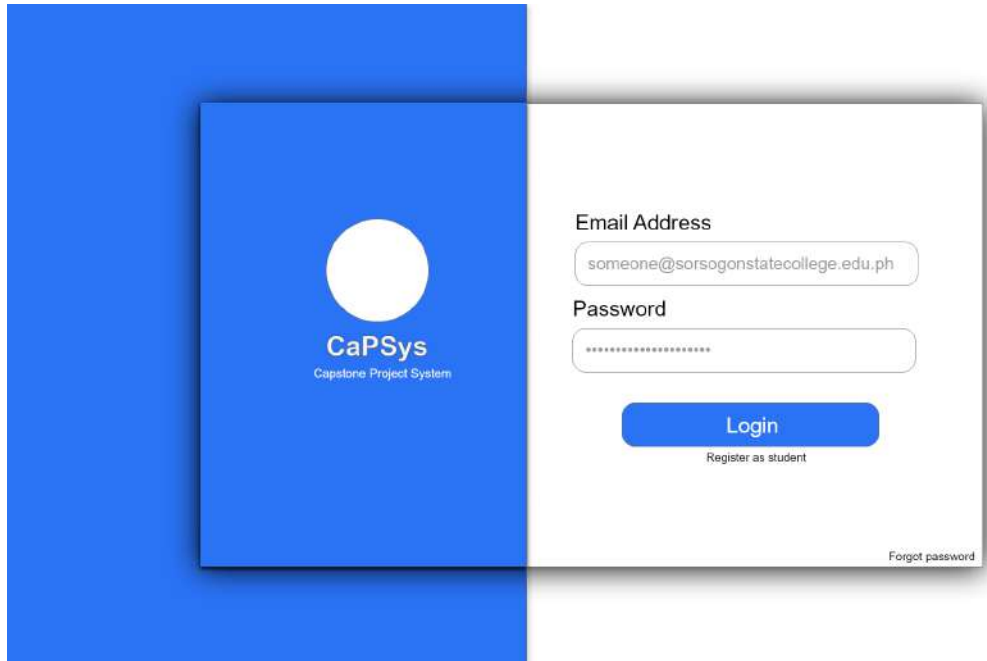 CaPSys
Capstone Project System
Email Address
someone@sorsogonstatecollege.edu.ph
Password
Login
Register as student
Forgot password